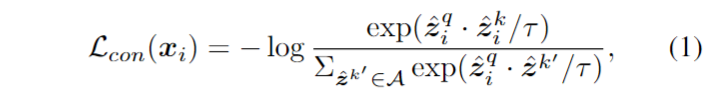 $\mathcal{L}_{con}(\boldsymbol{x}_i) = -\log \frac{\exp(\hat{\boldsymbol{z}}_i^q \cdot \hat{\boldsymbol{z}}_i^k / \tau)}{\Sigma_{\hat{\boldsymbol{z}}^{k'} \in \mathcal{A}} \exp(\hat{\boldsymbol{z}}_i^q \cdot \hat{\boldsymbol{z}}^{k'} / \tau)}, \quad (1)$